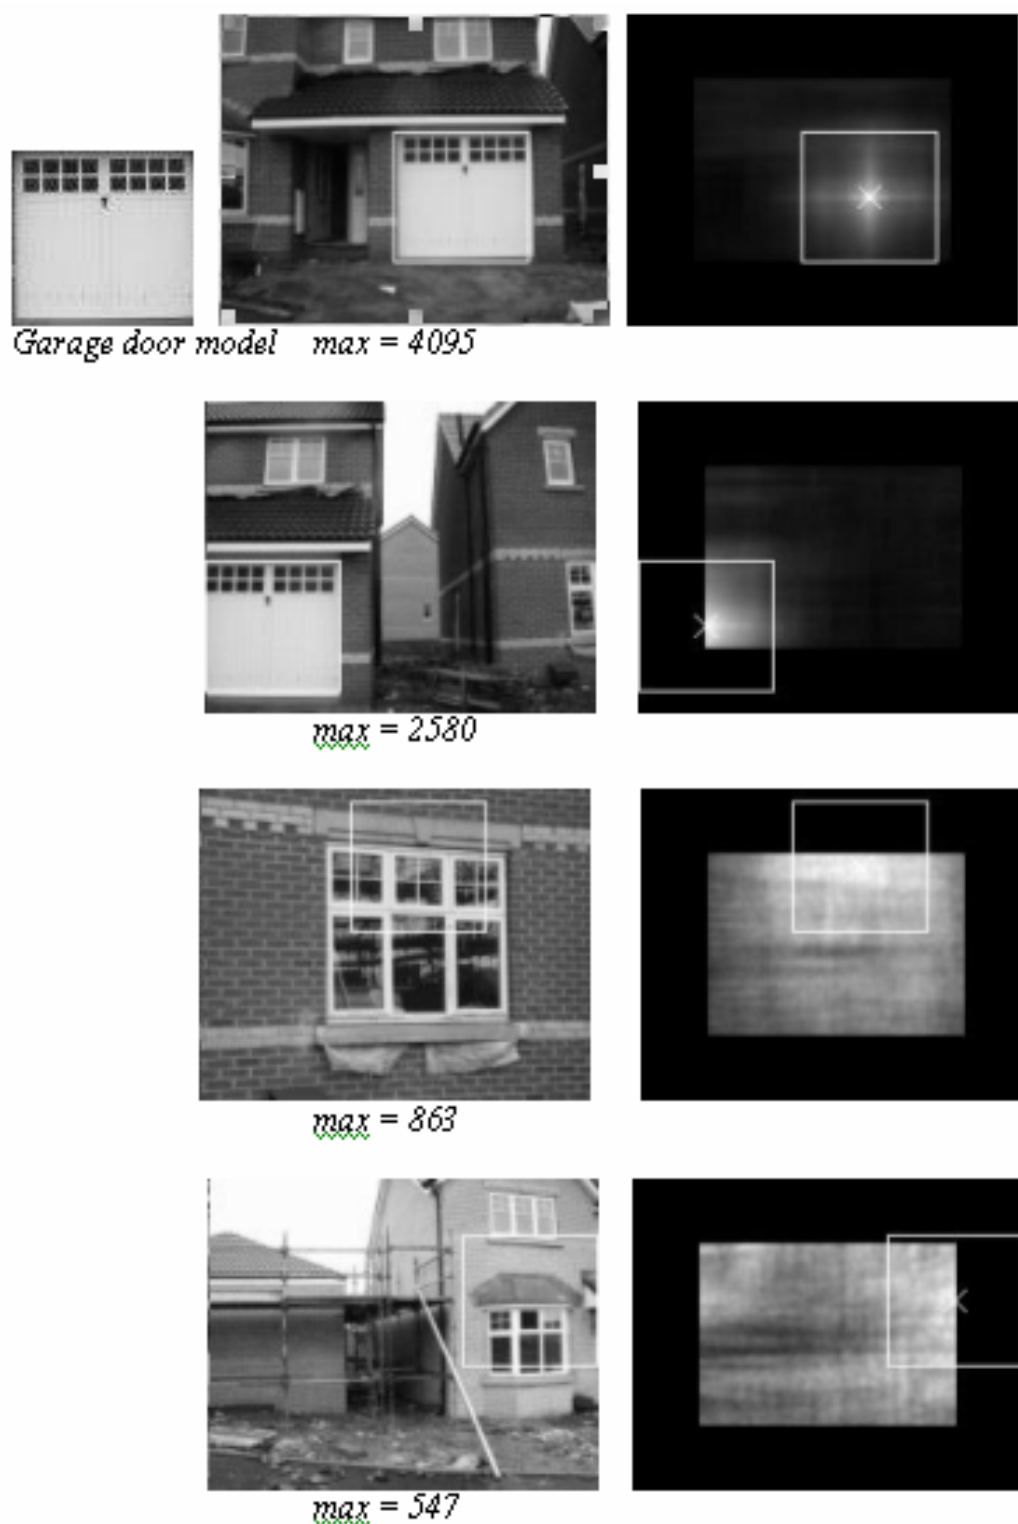 Garage door model max = 4095
max = 2580
max = 863
max = 547